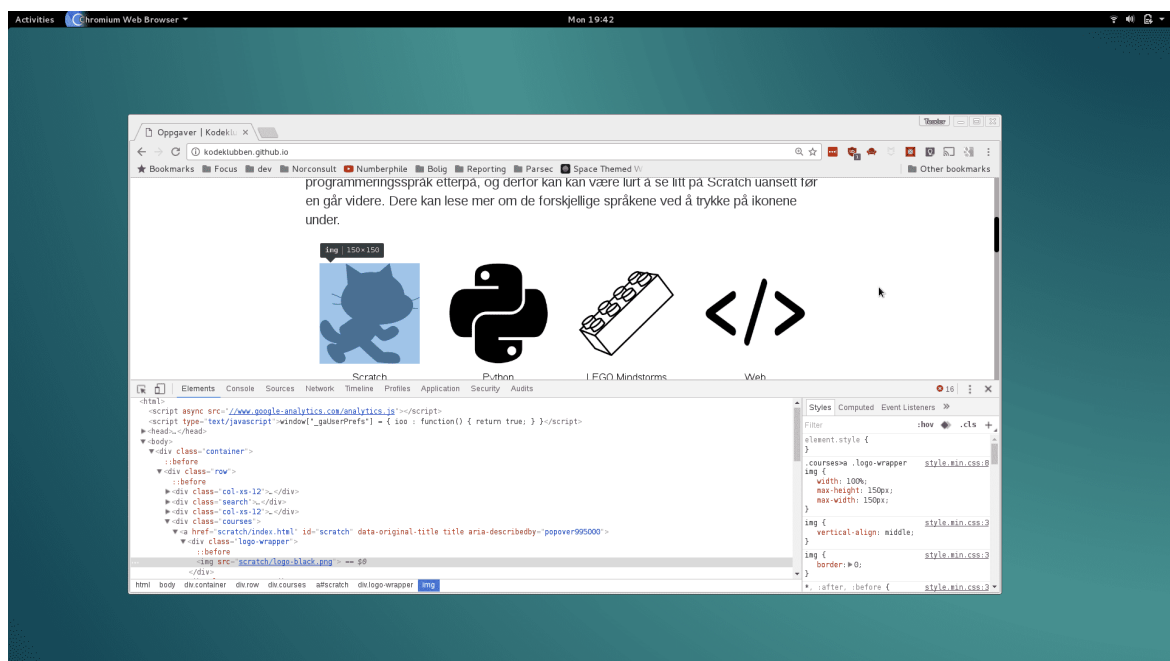 Activities Chromium Web Browser Mon 19:42
Oppgaver | Kodeklu
kodeklubben.github.io
Bookmarks Focus dev Norconsult Numberphile Bolig Reporting Parsec Space Themed W Other bookmarks
programmeringsspråk etterpå, og derfor kan kan være lurt å se litt på Scratch uansett før
en går videre. Dere kan lese mer om de forskjellige språkene ved å trykke på ikonene
under.
img | 150×150
</>
Scratch Python LEGO Mindstorms Web
Elements Console Sources Network Timeline Profiles Application Security Audits 16
<html>
<script async src="//www.google-analytics.com/analytics.js"></script>
<script type="text/javascript">window["_gaUserPrefs"] = { ioo : function() { return true; } }</script>
<head>…</head>
<body>
<div class="container">
::before
<div class="row">
::before
<div class="col-xs-12">…</div>
<div class="search">…</div>
<div class="col-xs-12">…</div>
<div class="courses">
<a href="scratch/index.html" id="scratch" data-original-title title aria-describedby="popover995000">
<div class="logo-wrapper">
::before
<img src="scratch/logo-black.png"> == $0
</div>
html body div.container div.row div.courses a#scratch div.logo-wrapper img
Styles Computed Event Listeners »
Filter :hov .cls +
element.style {
}
.courses>a .logo-wrapper style.min.css:8
img {
width: 100%;
max-height: 150px;
max-width: 150px;
}
img { style.min.css:3
vertical-align: middle;
}
img { style.min.css:3
border: 0;
}
*, :after, :before { style.min.css:3